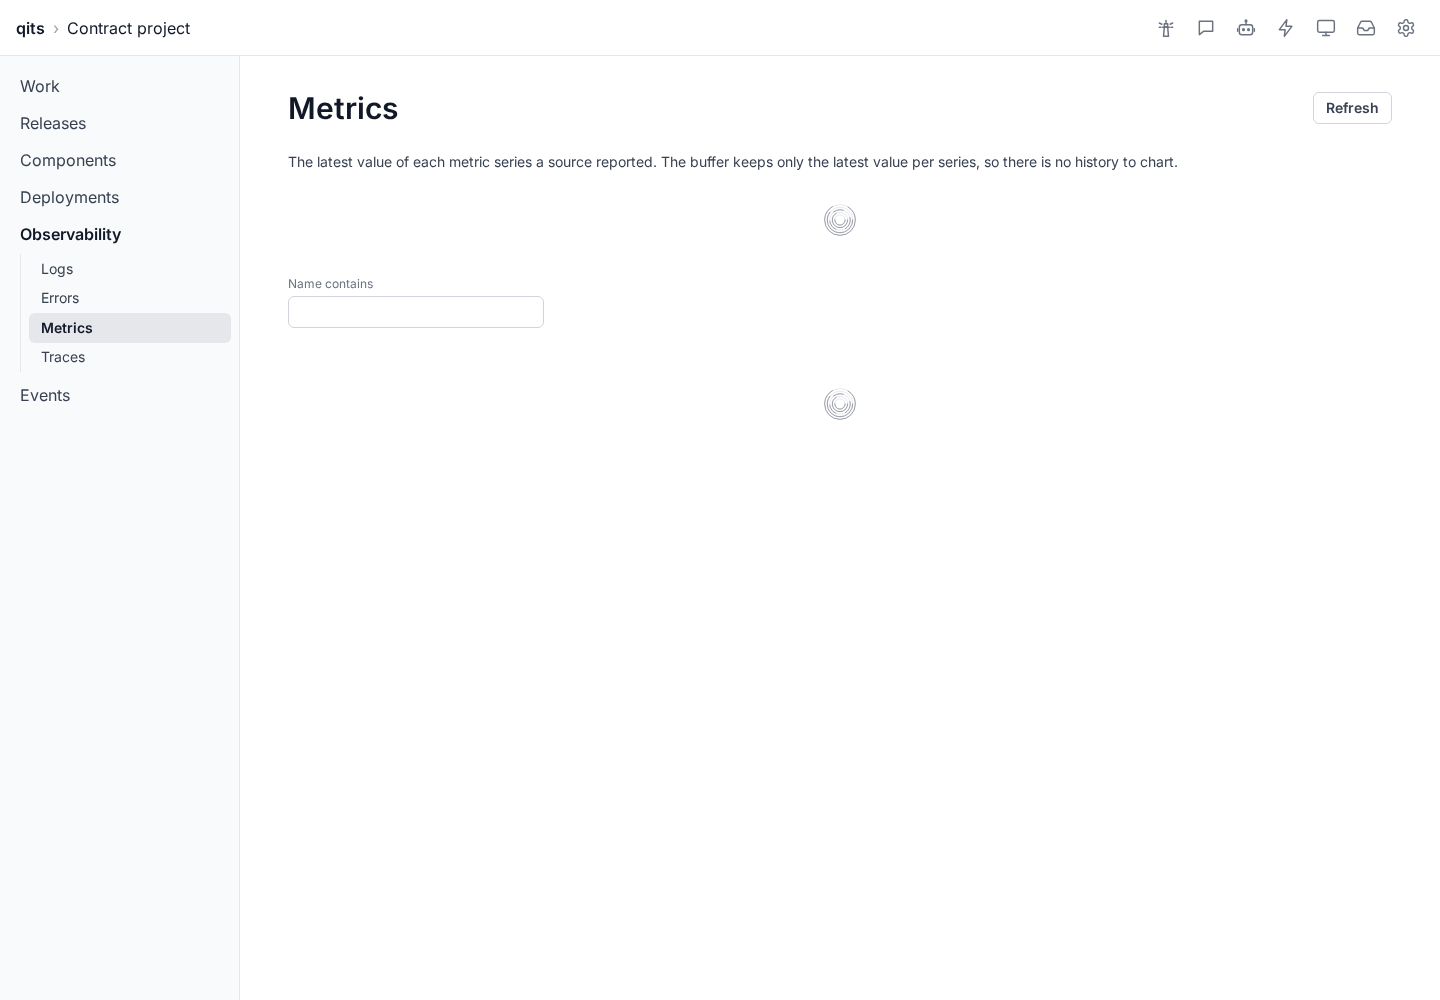 qits › Contract project
Work
Releases
Components
Deployments
Observability
Logs
Errors
Metrics
Traces
Events
Metrics
Refresh
The latest value of each metric series a source reported. The buffer keeps only the latest value per series, so there is no history to chart.
Name contains